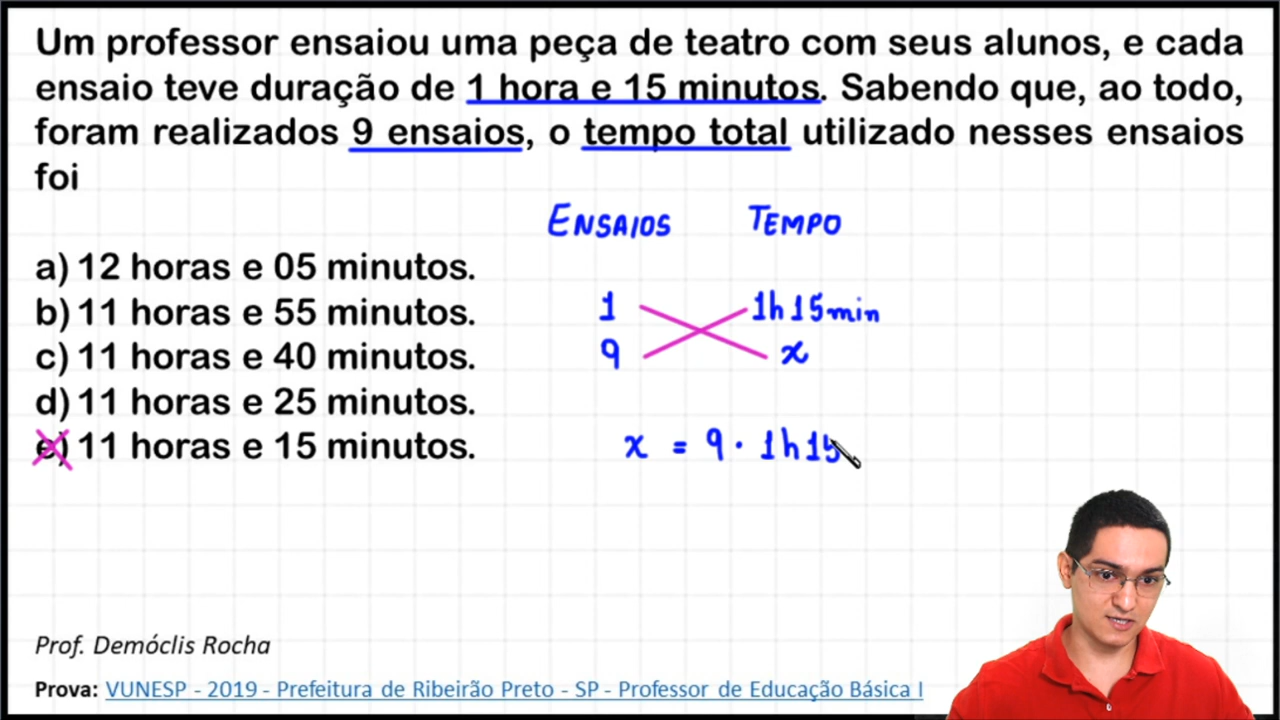 Um professor ensaiou uma peça de teatro com seus alunos, e cada
ensaio teve duração de 1 hora e 15 minutos. Sabendo que, ao todo,
foram realizados 9 ensaios, o tempo total utilizado nesses ensaios
foi
ENSAIOS TEMPO
a) 12 horas e 05 minutos.
b) 11 horas e 55 minutos.
1 1h15min
c) 11 horas e 40 minutos.
9 x
d) 11 horas e 25 minutos.
e) 11 horas e 15 minutos.
x = 9 · 1h15
Prof. Demóclis Rocha
Prova: VUNESP - 2019 - Prefeitura de Ribeirão Preto - SP - Professor de Educação Básica I